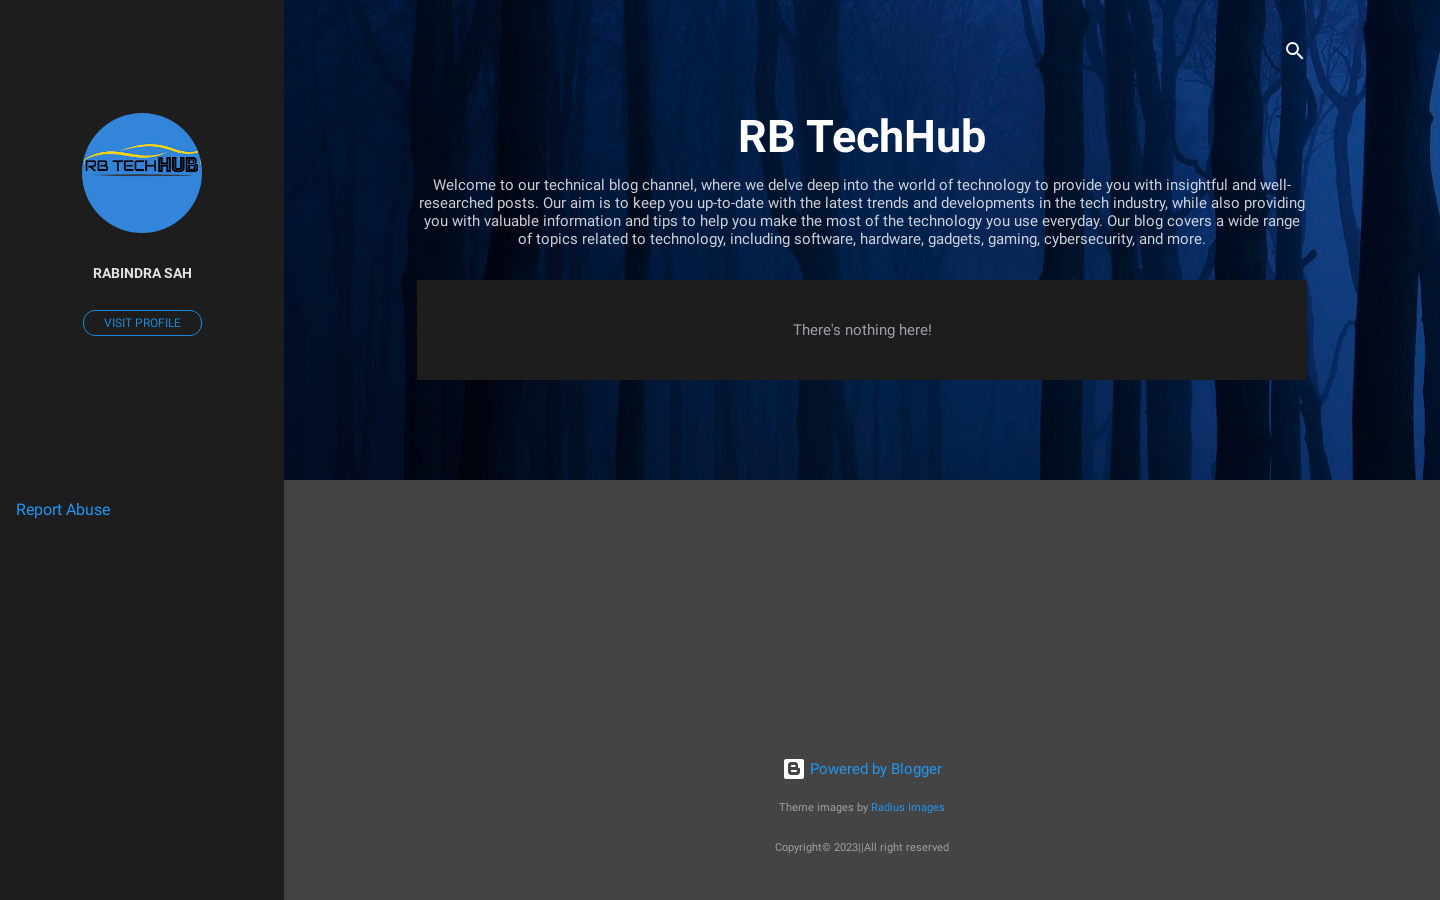 RB TECHHUB
RABINDRA SAH
VISIT PROFILE
Report Abuse
RB TechHub
Welcome to our technical blog channel, where we delve deep into the world of technology to provide you with insightful and well-
researched posts. Our aim is to keep you up-to-date with the latest trends and developments in the tech industry, while also providing
you with valuable information and tips to help you make the most of the technology you use everyday. Our blog covers a wide range
of topics related to technology, including software, hardware, gadgets, gaming, cybersecurity, and more.
There's nothing here!
Powered by Blogger
Theme images by Radius Images
Copyright© 2023||All right reserved